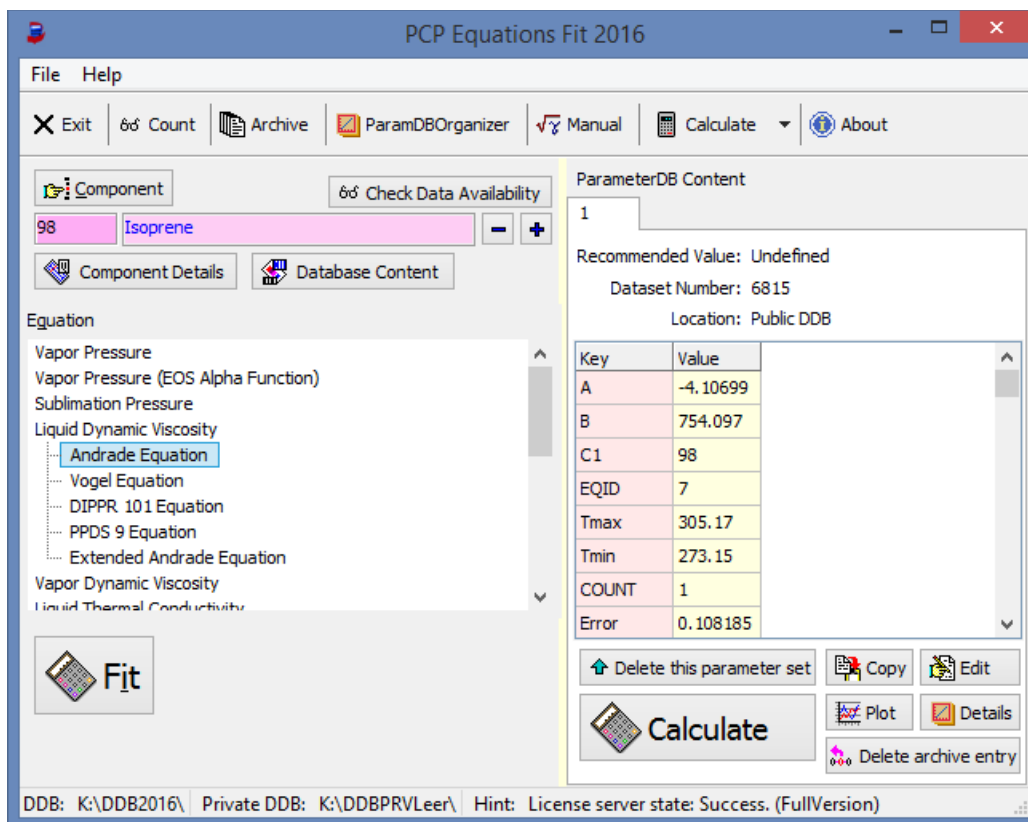 PCP Equations Fit 2016
File Help
Exit Count Archive ParamDBOrganizer Manual Calculate About
Component
Check Data Availability
98 Isoprene
Component Details Database Content
Equation
Vapor Pressure
Vapor Pressure (EOS Alpha Function)
Sublimation Pressure
Liquid Dynamic Viscosity
Andrade Equation
Vogel Equation
DIPPR 101 Equation
PPDS 9 Equation
Extended Andrade Equation
Vapor Dynamic Viscosity
Liquid Thermal Conductivity
Fit
ParameterDB Content
1
Recommended Value: Undefined
Dataset Number: 6815
Location: Public DDB
Key Value
A -4.10699
B 754.097
C1 98
EQID 7
Tmax 305.17
Tmin 273.15
COUNT 1
Error 0.108185
Delete this parameter set Copy Edit
Calculate
Plot Details
Delete archive entry
DDB: K:\DDB2016\ Private DDB: K:\DDBPRVLeer\ Hint: License server state: Success. (FullVersion)